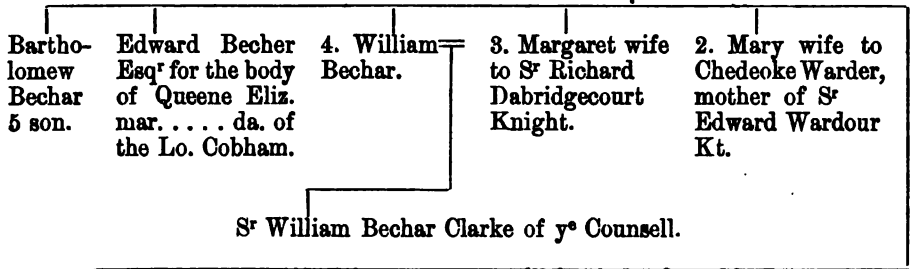 Bartho-
lomew
Bechar
5 son.
Edward Becher
Esqʳ for the body
of Queene Eliz.
mar. . . . . da. of
the Lo. Cobham.
4. William
Bechar.
3. Margaret wife
to Sʳ Richard
Dabridgecourt
Knight.
2. Mary wife to
Chedeoke Warder,
mother of Sʳ
Edward Wardour
Kt.
Sʳ William Bechar Clarke of yᵉ Counsell.